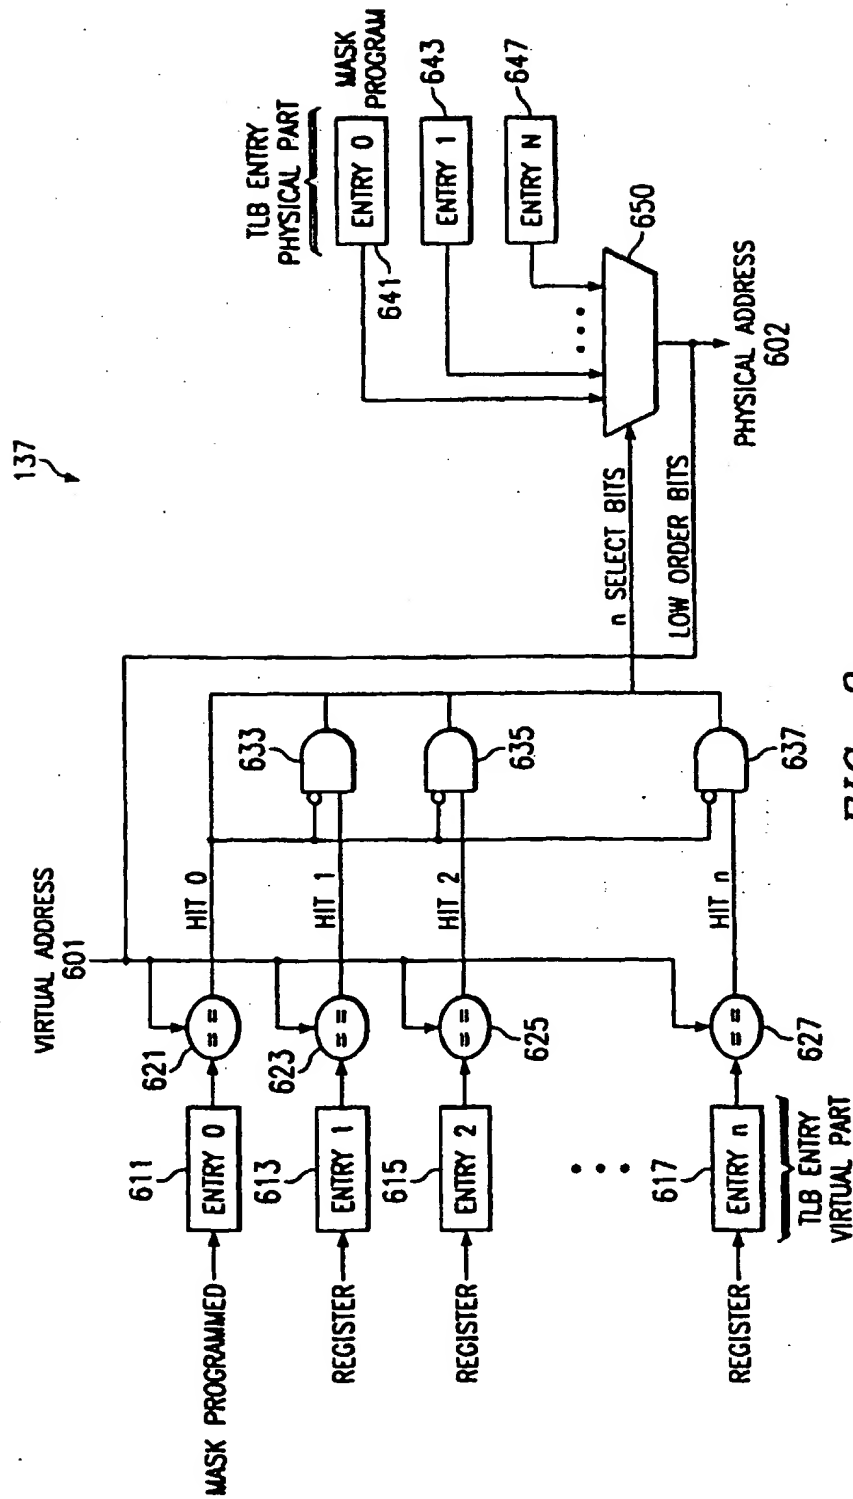 137
VIRTUAL ADDRESS
601
MASK PROGRAMMED
611
ENTRY 0
621
==
HIT 0
REGISTER
613
ENTRY 1
623
==
HIT 1
633
REGISTER
615
ENTRY 2
625
==
HIT 2
635
REGISTER
617
ENTRY n
627
==
HIT n
637
TLB ENTRY
VIRTUAL PART
n SELECT BITS
LOW ORDER BITS
TLB ENTRY
PHYSICAL PART
MASK
PROGRAM
ENTRY 0
641
ENTRY 1
643
ENTRY N
647
650
PHYSICAL ADDRESS
602